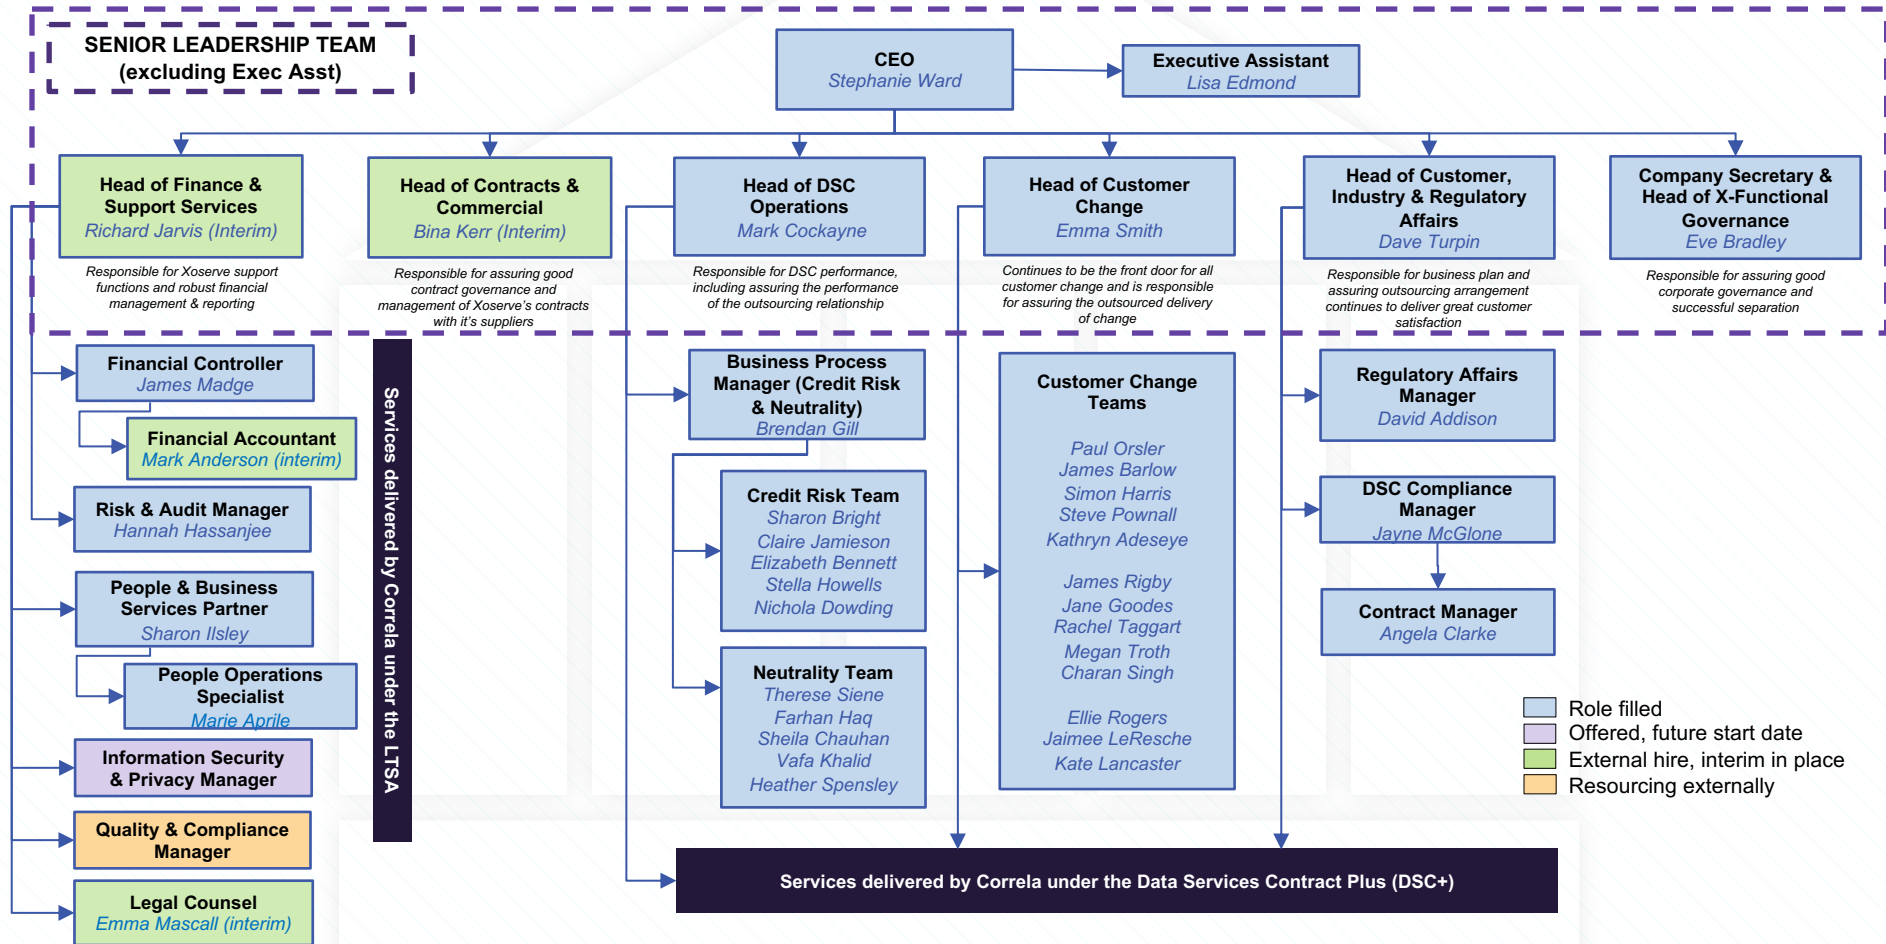 SENIOR LEADERSHIP TEAM
(excluding Exec Asst)
CEO
Stephanie Ward
Executive Assistant
Lisa Edmond
Head of Finance &
Support Services
Richard Jarvis (Interim)
Responsible for Xoserve support
functions and robust financial
management & reporting
Head of Contracts &
Commercial
Bina Kerr (Interim)
Responsible for assuring good
contract governance and
management of Xoserve's contracts
with it's suppliers
Head of DSC
Operations
Mark Cockayne
Responsible for DSC performance,
including assuring the performance
of the outsourcing relationship
Head of Customer
Change
Emma Smith
Continues to be the front door for all
customer change and is responsible
for assuring the outsourced delivery
of change
Head of Customer,
Industry & Regulatory
Affairs
Dave Turpin
Responsible for business plan and
assuring outsourcing arrangement
continues to deliver great customer
satisfaction
Company Secretary &
Head of X-Functional
Governance
Eve Bradley
Responsible for assuring good
corporate governance and
successful separation
Financial Controller
James Madge
Financial Accountant
Mark Anderson (interim)
Risk & Audit Manager
Hannah Hassanjee
People & Business
Services Partner
Sharon Ilsley
People Operations
Specialist
Marie Aprile
Information Security
& Privacy Manager
Quality & Compliance
Manager
Legal Counsel
Emma Mascall (interim)
Services delivered by Correla under the LTSA
Business Process
Manager (Credit Risk
& Neutrality)
Brendan Gill
Credit Risk Team
Sharon Bright
Claire Jamieson
Elizabeth Bennett
Stella Howells
Nichola Dowding
Neutrality Team
Therese Siene
Farhan Haq
Sheila Chauhan
Vafa Khalid
Heather Spensley
Customer Change
Teams
Paul Orsler
James Barlow
Simon Harris
Steve Pownall
Kathryn Adeseye
James Rigby
Jane Goodes
Rachel Taggart
Megan Troth
Charan Singh
Ellie Rogers
Jaimee LeResche
Kate Lancaster
Regulatory Affairs
Manager
David Addison
DSC Compliance
Manager
Jayne McGlone
Contract Manager
Angela Clarke
Role filled
Offered, future start date
External hire, interim in place
Resourcing externally
Services delivered by Correla under the Data Services Contract Plus (DSC+)